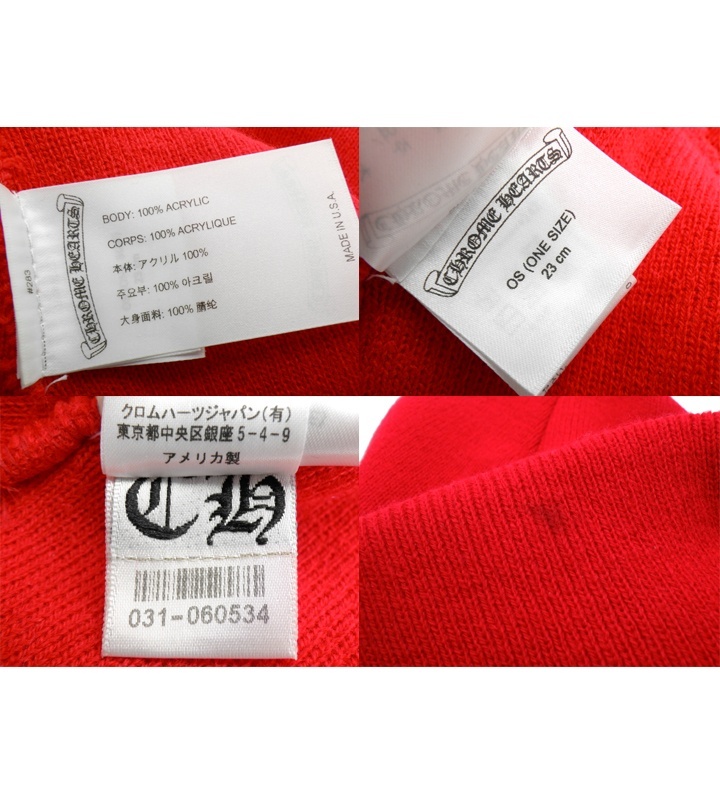 #263
CHROME HEARTS
BODY: 100% ACRYLIC
CORPS: 100% ACRYLIQUE
本体: アクリル 100%
주요부: 100% 아크릴
大身面料: 100% 腈纶
MADE IN U.S.A.
CHROME HEARTS
OS (ONE SIZE)
23 cm
クロムハーツジャパン(有)
東京都中央区銀座5-4-9
アメリカ製
CH
031-060534